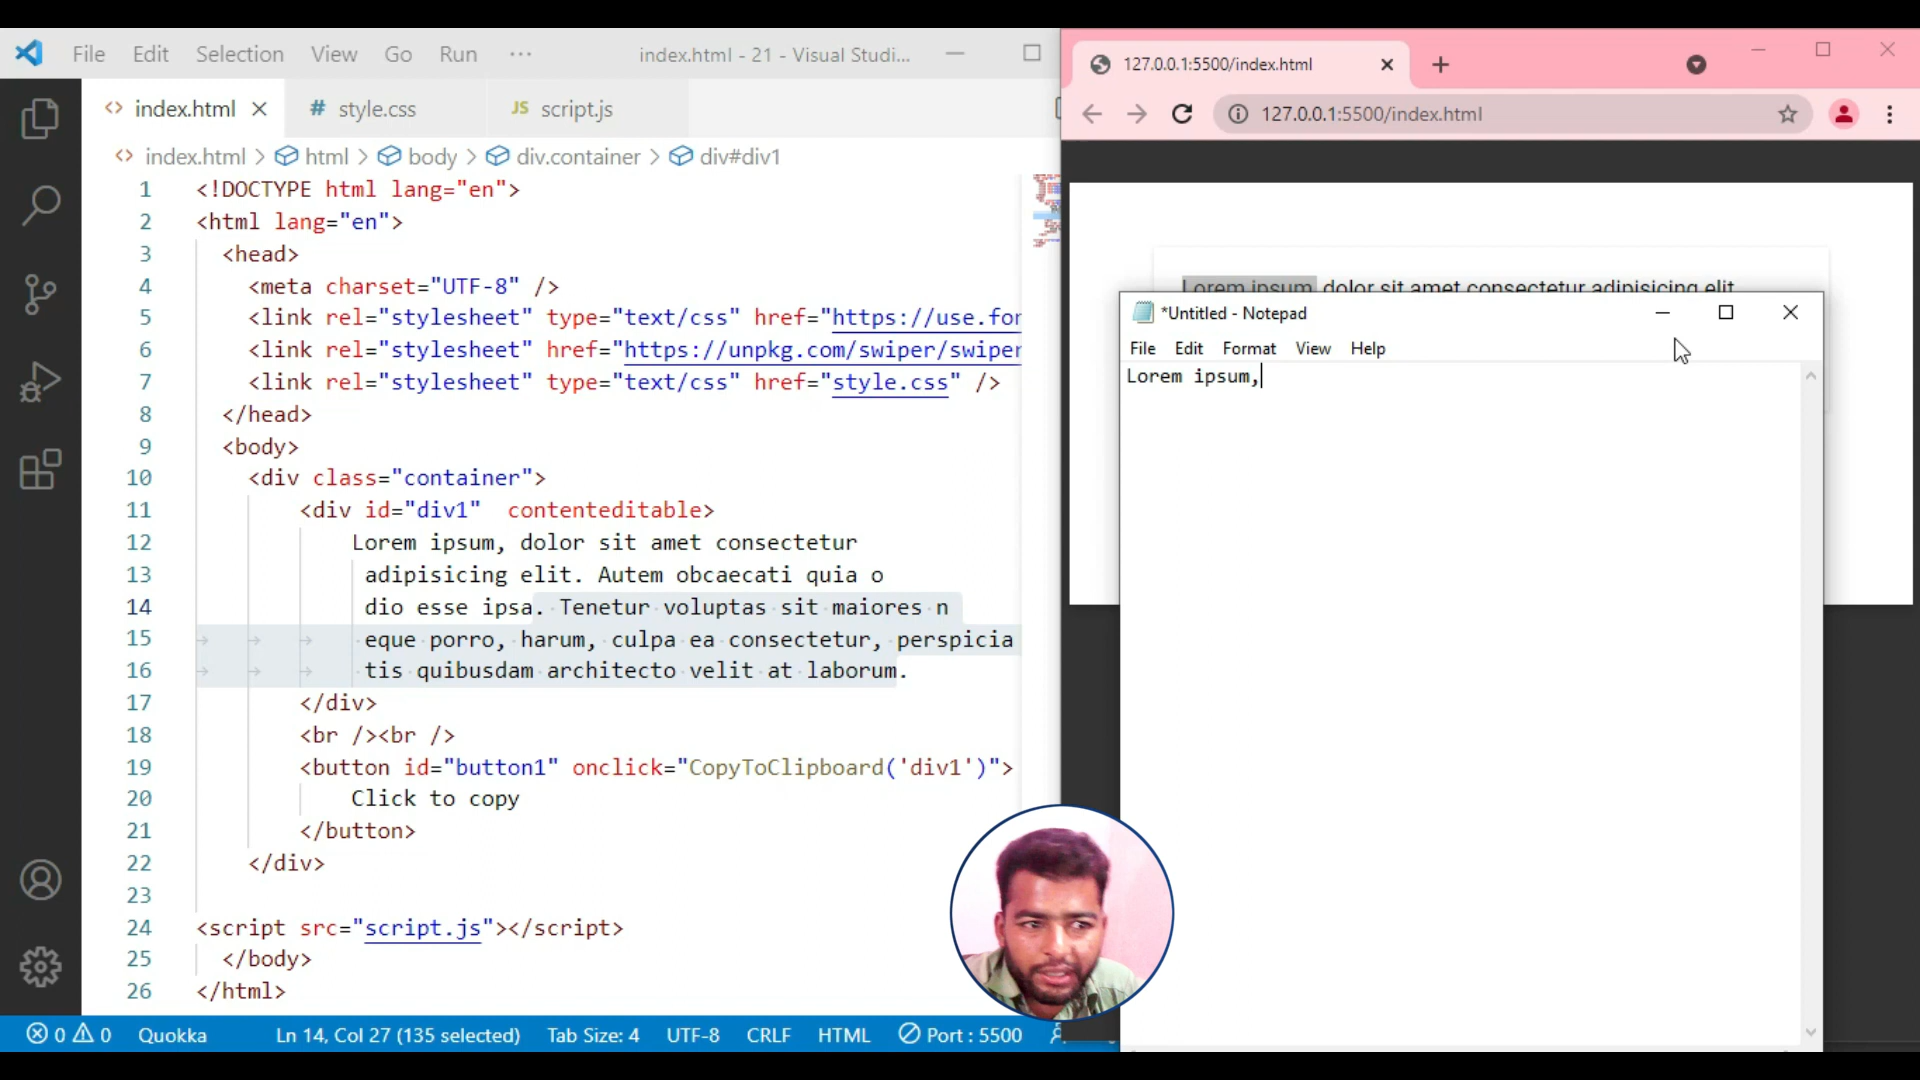 File Edit Selection View Go Run ··· index.html - 21 - Visual Studi...
index.html # style.css JS script.js
index.html > html > body > div.container > div#div1
1 <!DOCTYPE html lang="en">
2 <html lang="en">
3 <head>
4 <meta charset="UTF-8" />
5 <link rel="stylesheet" type="text/css" href="https://use.fon
6 <link rel="stylesheet" href="https://unpkg.com/swiper/swiper
7 <link rel="stylesheet" type="text/css" href="style.css" />
8 </head>
9 <body>
10 <div class="container">
11 <div id="div1" contenteditable>
12 Lorem ipsum, dolor sit amet consectetur
13 adipisicing elit. Autem obcaecati quia o
14 dio esse ipsa. Tenetur voluptas sit maiores n
15 eque porro, harum, culpa ea consectetur, perspicia
16 tis quibusdam architecto velit at laborum.
17 </div>
18 <br /><br />
19 <button id="button1" onclick="CopyToClipboard('div1')">
20 Click to copy
21 </button>
22 </div>
23
24 <script src="script.js"></script>
25 </body>
26 </html>
0 0 Quokka Ln 14, Col 27 (135 selected) Tab Size: 4 UTF-8 CRLF HTML Port : 5500
127.0.0.1:5500/index.html
127.0.0.1:5500/index.html
Lorem ipsum dolor sit amet consectetur adipisicing elit
*Untitled - Notepad
File Edit Format View Help
Lorem ipsum,